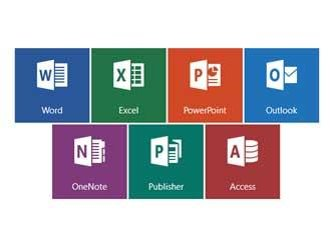 W
Word
X
Excel
P
PowerPoint
O
Outlook
N
OneNote
P
Publisher
A
Access